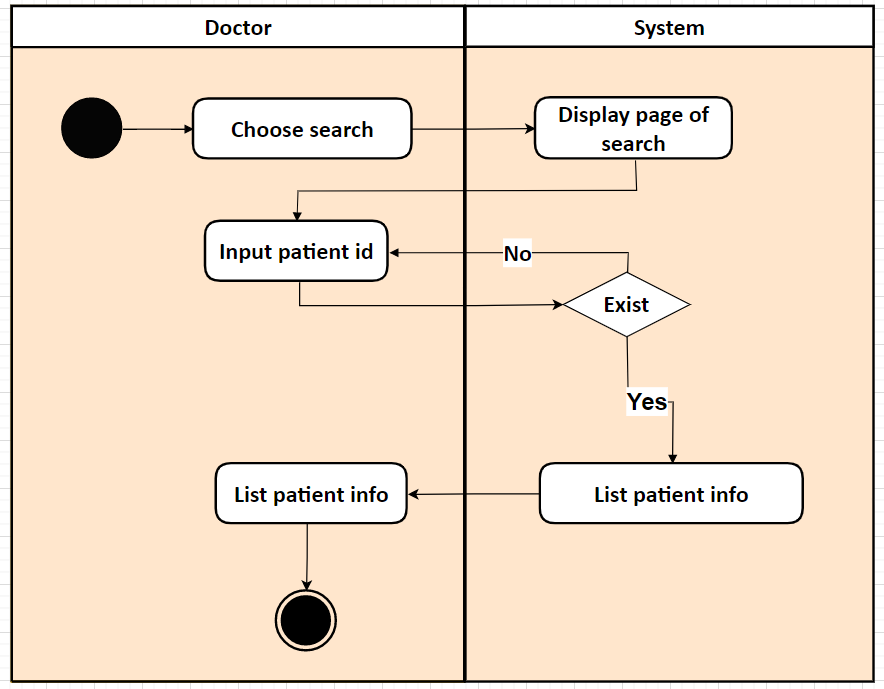 Doctor
System
Choose search
Display page of
search
Input patient id
No
Exist
Yes
List patient info
List patient info